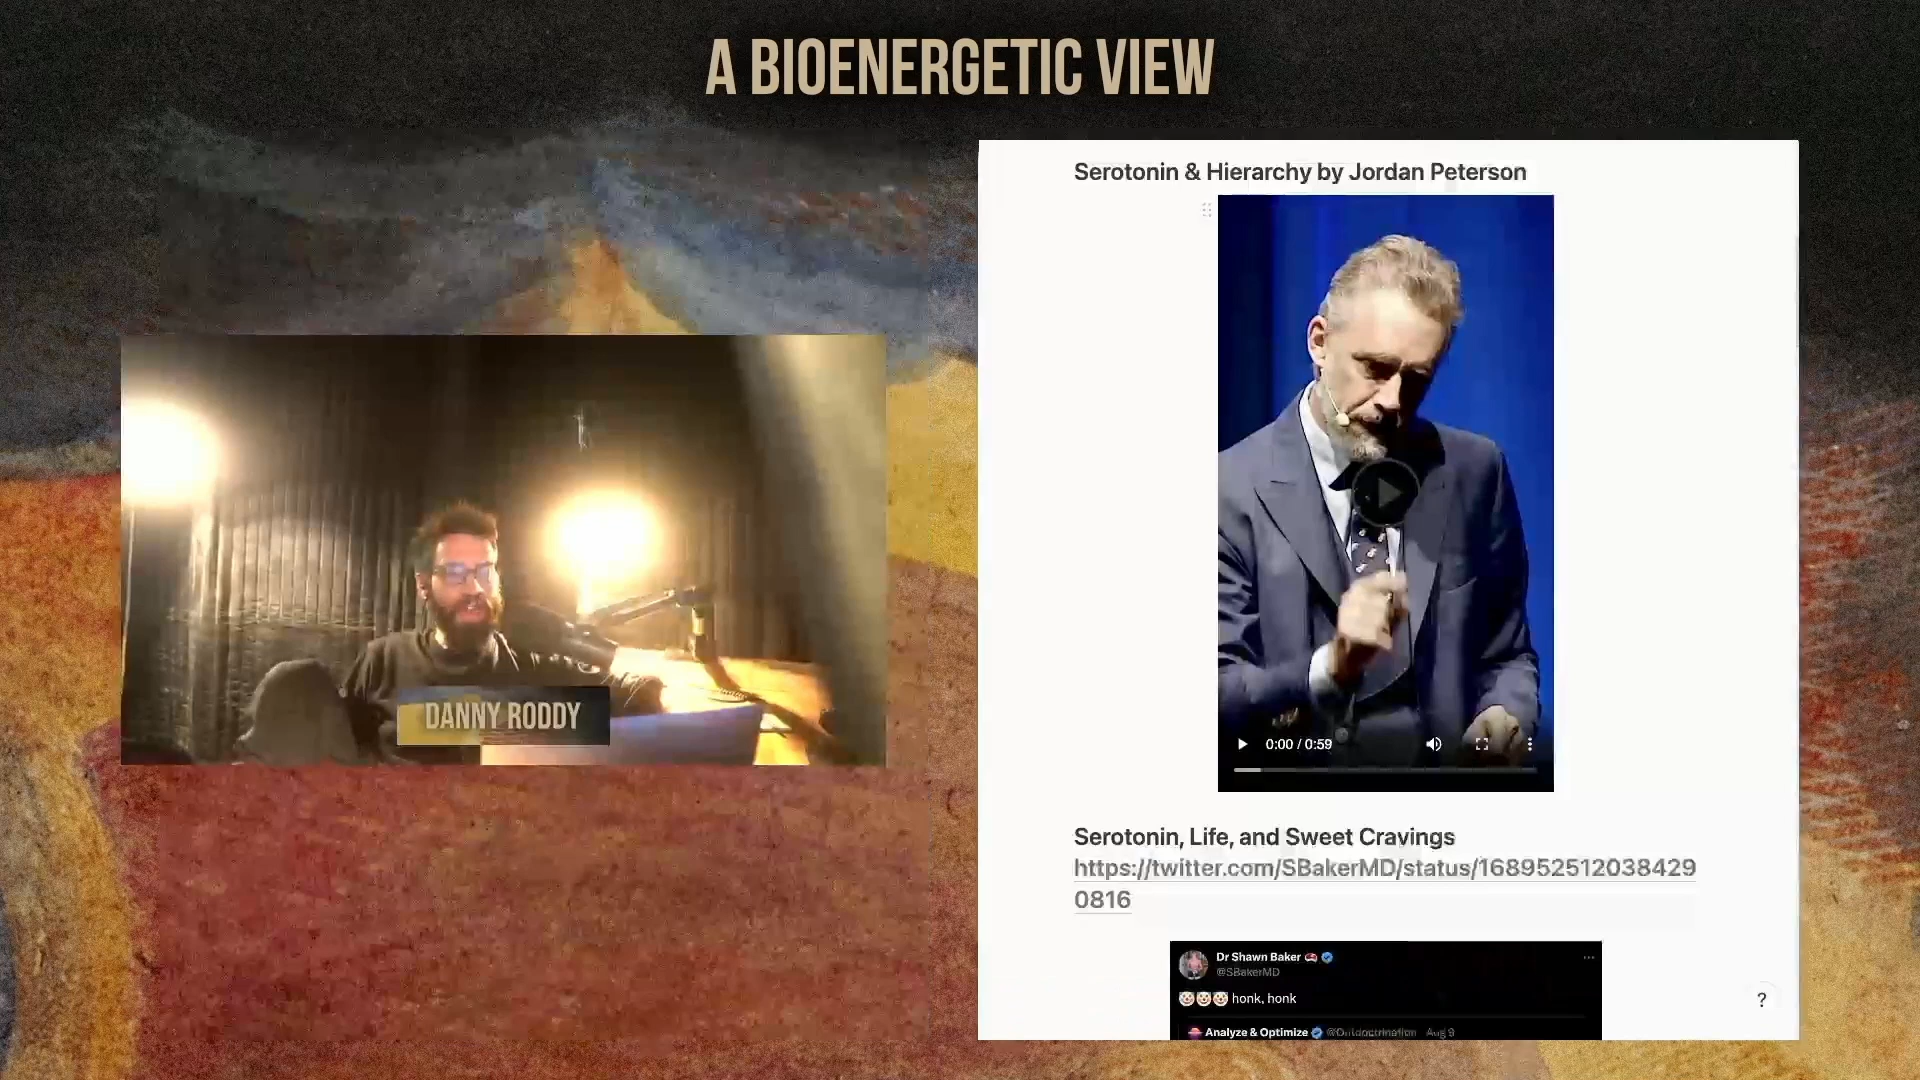 A BIOENERGETIC VIEW
DANNY RODDY
Serotonin & Hierarchy by Jordan Peterson
0:00 / 0:59
Serotonin, Life, and Sweet Cravings
https://twitter.com/SBakerMD/status/168952512038429
0816
Dr Shawn Baker
@SBakerMD
honk, honk
Analyze & Optimize Aug 9
?